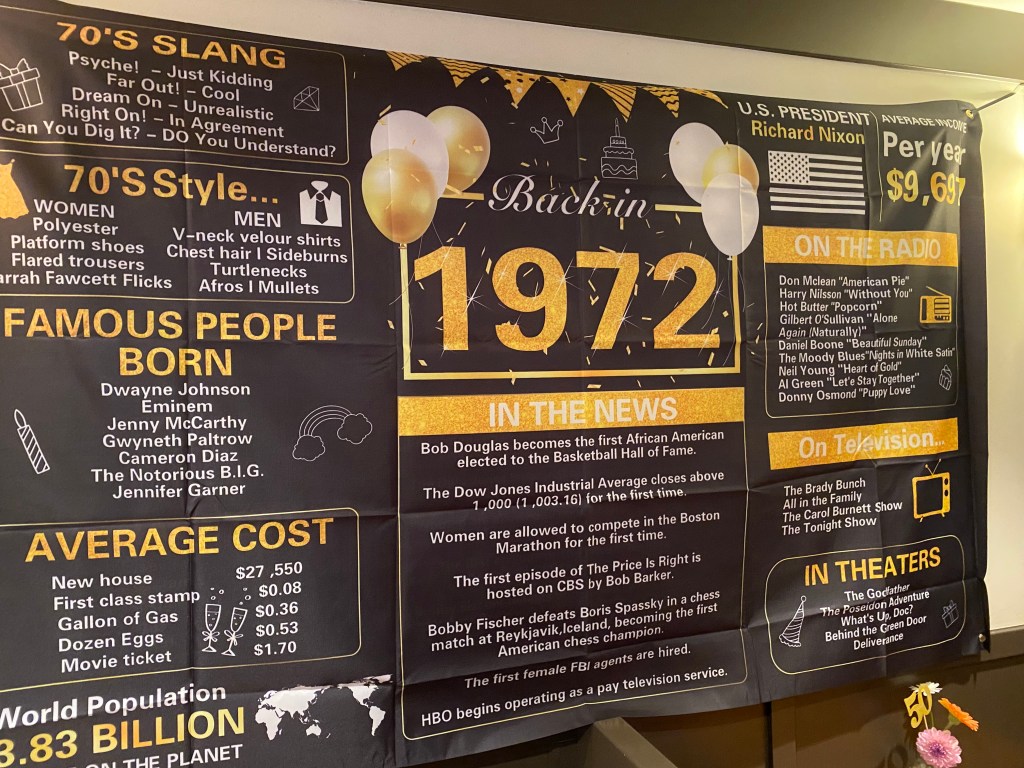 70'S SLANG
Psyche! – Just Kidding
Far Out! – Cool
Dream On – Unrealistic
Right On! – In Agreement
Can You Dig It? – DO You Understand?
70'S Style...
WOMEN
Polyester
Platform shoes
Flared trousers
arrah Fawcett Flicks
MEN
V-neck velour shirts
Chest hair I Sideburns
Turtlenecks
Afros I Mullets
FAMOUS PEOPLE
BORN
Dwayne Johnson
Eminem
Jenny McCarthy
Gwyneth Paltrow
Cameron Diaz
The Notorious B.I.G.
Jennifer Garner
AVERAGE COST
New house $27 ,550
First class stamp $0.08
Gallon of Gas $0.36
Dozen Eggs $0.53
Movie ticket $1.70
World Population
3.83 BILLION
ON THE PLANET
Back in
1972
IN THE NEWS
Bob Douglas becomes the first African American
elected to the Basketball Hall of Fame.
The Dow Jones Industrial Average closes above
1 ,000 (1 ,003.16) for the first time.
Women are allowed to compete in the Boston
Marathon for the first time.
The first episode of The Price Is Right is
hosted on CBS by Bob Barker.
Bobby Fischer defeats Boris Spassky in a chess
match at Reykjavik,Iceland, becoming the first
American chess champion.
The first female FBI agents are hired.
HBO begins operating as a pay television service.
U.S. PRESIDENT
Richard Nixon
AVERAGE INCOME
Per year
$9,697
ON THE RADIO
Don Mclean "American Pie"
Harry Nilsson "Without You"
Hot Butter "Popcorn"
Gilbert O'Sullivan "Alone
Again (Naturally)"
Daniel Boone "Beautiful Sunday"
The Moody Blues"Nights in White Satin"
Neil Young "Heart of Gold"
Al Green "Let'e Stay Together"
Donny Osmond "Puppy Love"
On Television...
The Brady Bunch
All in the Family
The Carol Burnett Show
The Tonight Show
IN THEATERS
The Godfather
The Poseidon Adventure
What's Up, Doc?
Behind the Green Door
Deliverance
50